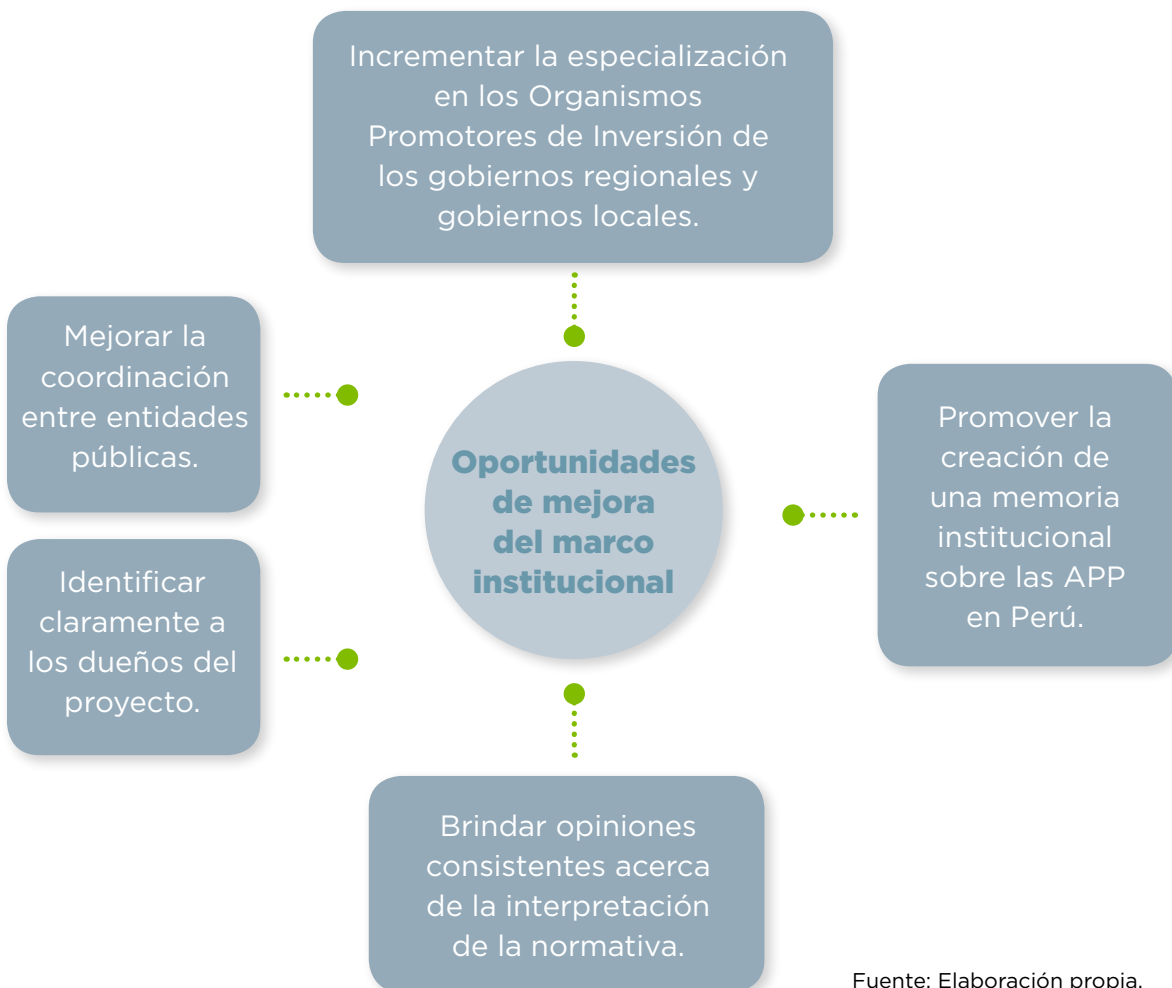 Incrementar la especialización
en los Organismos
Promotores de Inversión de
los gobiernos regionales y
gobiernos locales.
Mejorar la
coordinación
entre entidades
públicas.
Oportunidades
de mejora
del marco
institucional
Promover la
creación de
una memoria
institucional
sobre las APP
en Perú.
Identificar
claramente a
los dueños del
proyecto.
Brindar opiniones
consistentes acerca
de la interpretación
de la normativa.
Fuente: Elaboración propia.